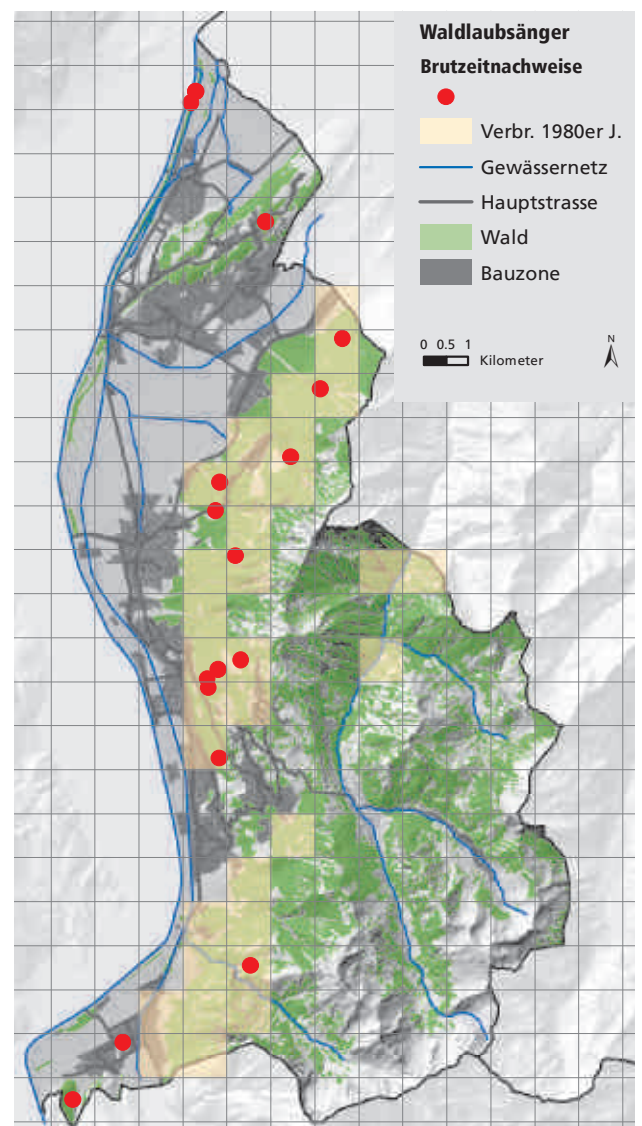 Waldlaubsänger
Brutzeitnachweise
Verbr. 1980er J.
Gewässernetz
Hauptstrasse
Wald
Bauzone
0 0.5 1
Kilometer
N